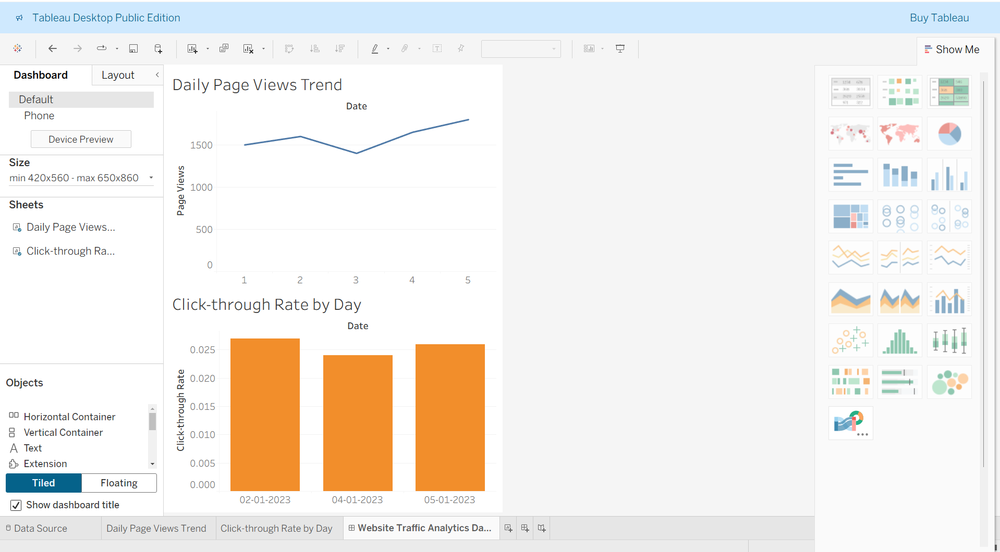 Tableau Desktop Public Edition
Buy Tableau
Show Me
Dashboard
Layout
Default
Phone
Device Preview
Size
min 420x560 - max 650x860
Sheets
Daily Page Views...
Click-through Ra...
Objects
Horizontal Container
Vertical Container
Text
Extension
Tiled
Floating
Show dashboard title
Daily Page Views Trend
Date
Page Views
1500
1000
500
0
1 2 3 4 5
Click-through Rate by Day
Date
Click-through Rate
0.025
0.020
0.015
0.010
0.005
0.000
02-01-2023 04-01-2023 05-01-2023
Data Source
Daily Page Views Trend
Click-through Rate by Day
Website Traffic Analytics Da...